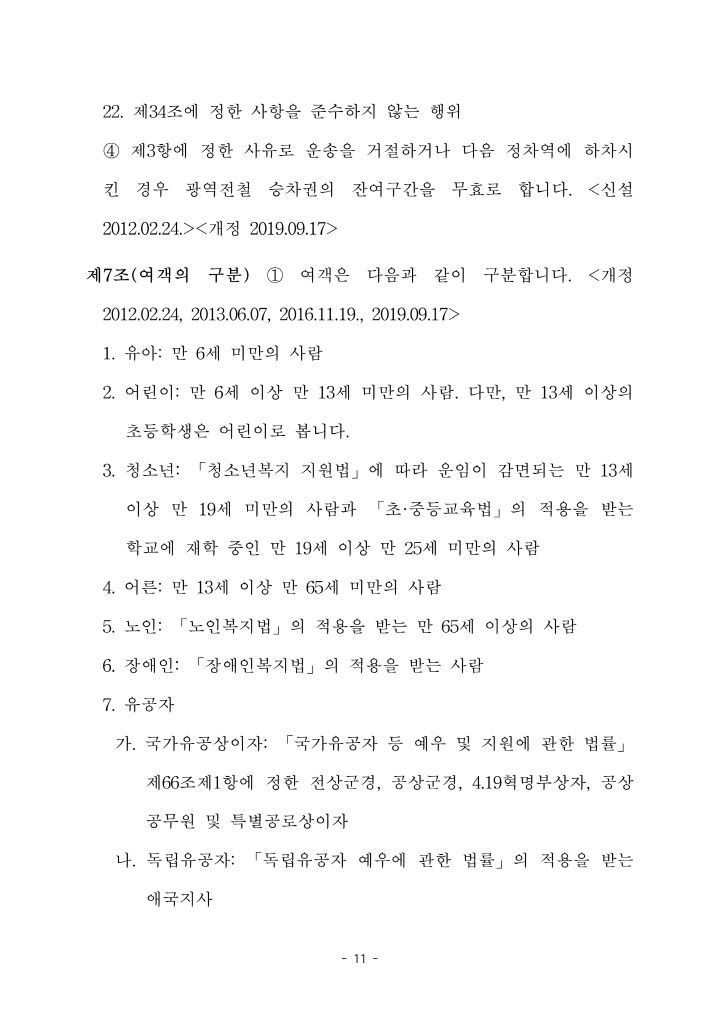 22. 제34조에 정한 사항을 준수하지 않는 행위
④ 제3항에 정한 사유로 운송을 거절하거나 다음 정차역에 하차시
킨 경우 광역전철 승차권의 잔여구간을 무효로 합니다. <신설
2012.02.24.><개정 2019.09.17>
제7조(여객의 구분) ① 여객은 다음과 같이 구분합니다. <개정
2012.02.24, 2013.06.07, 2016.11.19., 2019.09.17>
1. 유아: 만 6세 미만의 사람
2. 어린이: 만 6세 이상 만 13세 미만의 사람. 다만, 만 13세 이상의
초등학생은 어린이로 봅니다.
3. 청소년: 「청소년복지 지원법」에 따라 운임이 감면되는 만 13세
이상 만 19세 미만의 사람과 「초·중등교육법」의 적용을 받는
학교에 재학 중인 만 19세 이상 만 25세 미만의 사람
4. 어른: 만 13세 이상 만 65세 미만의 사람
5. 노인: 「노인복지법」의 적용을 받는 만 65세 이상의 사람
6. 장애인: 「장애인복지법」의 적용을 받는 사람
7. 유공자
가. 국가유공상이자: 「국가유공자 등 예우 및 지원에 관한 법률」
제66조제1항에 정한 전상군경, 공상군경, 4.19혁명부상자, 공상
공무원 및 특별공로상이자
나. 독립유공자: 「독립유공자 예우에 관한 법률」의 적용을 받는
애국지사
- 11 -